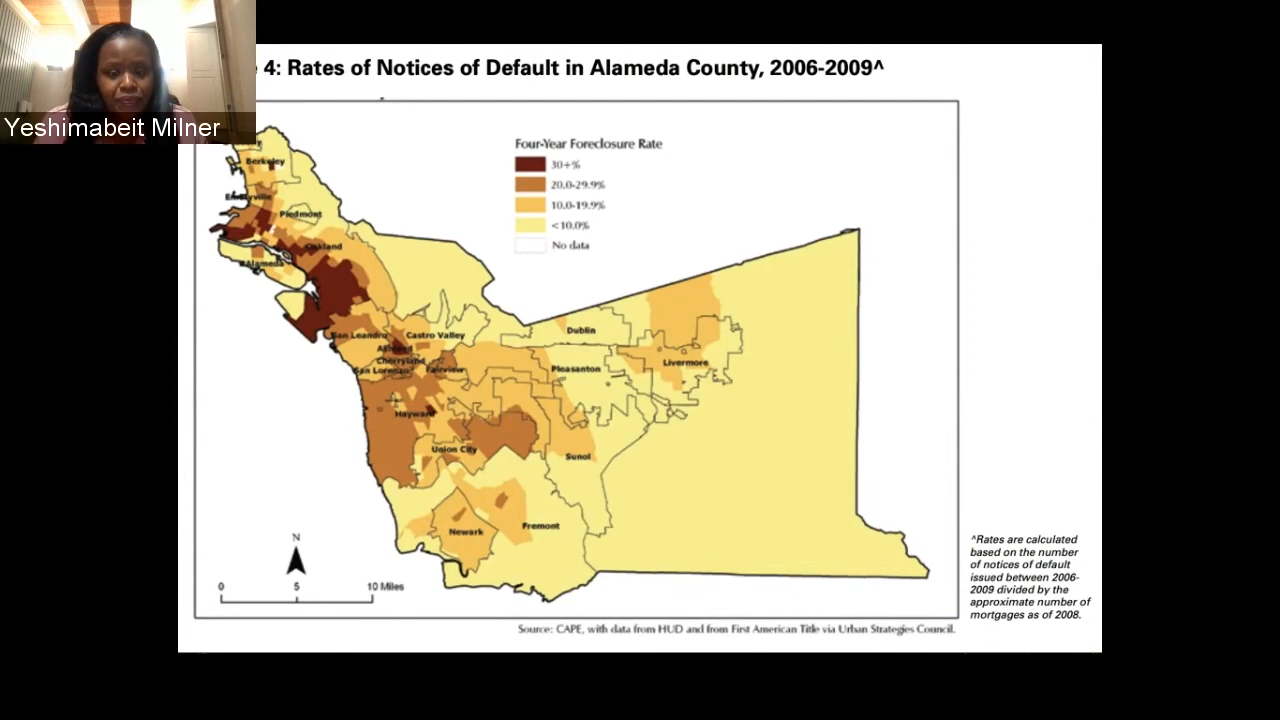 Yeshimabeit Milner
4: Rates of Notices of Default in Alameda County, 2006-2009^
Four-Year Foreclosure Rate
30+%
20.0-29.9%
10.0-19.9%
<10.0%
No data
Berkeley
Emeryville
Piedmont
Oakland
Alameda
San Leandro
Castro Valley
Ashland
Cherryland
San Lorenzo
Fairview
Dublin
Pleasanton
Livermore
Hayward
Union City
Sunol
Newark
Fremont
N
0 5 10 Miles
^Rates are calculated
based on the number
of notices of default
issued between 2006-
2009 divided by the
approximate number of
mortgages as of 2008.
Source: CAPE, with data from HUD and from First American Title via Urban Strategies Council.